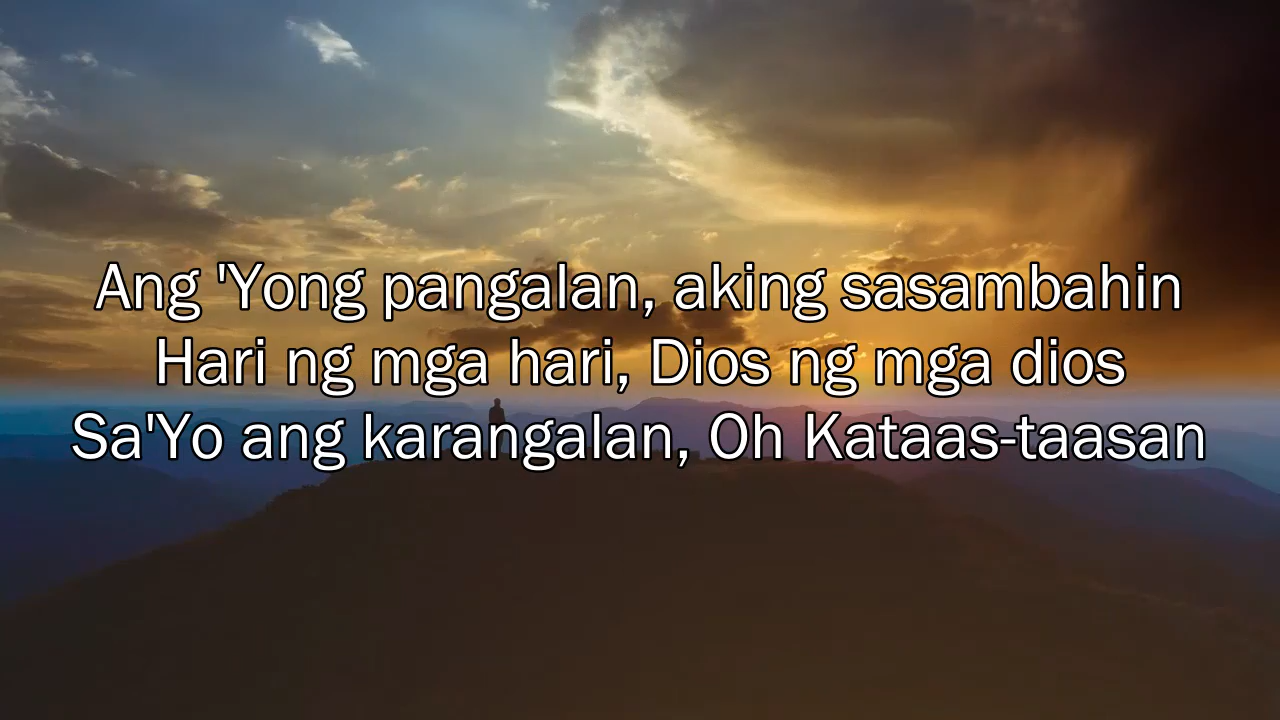 Ang 'Yong pangalan, aking sasambahin
Hari ng mga hari, Dios ng mga dios
Sa'Yo ang karangalan, Oh Kataas-taasan